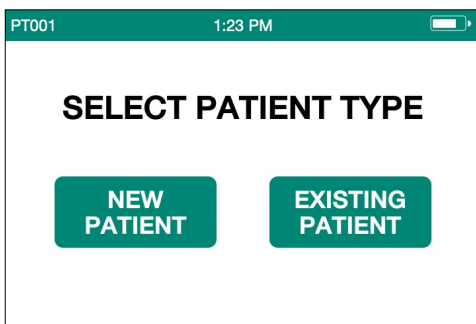 PT001 1:23 PM
SELECT PATIENT TYPE
NEW PATIENT
EXISTING PATIENT